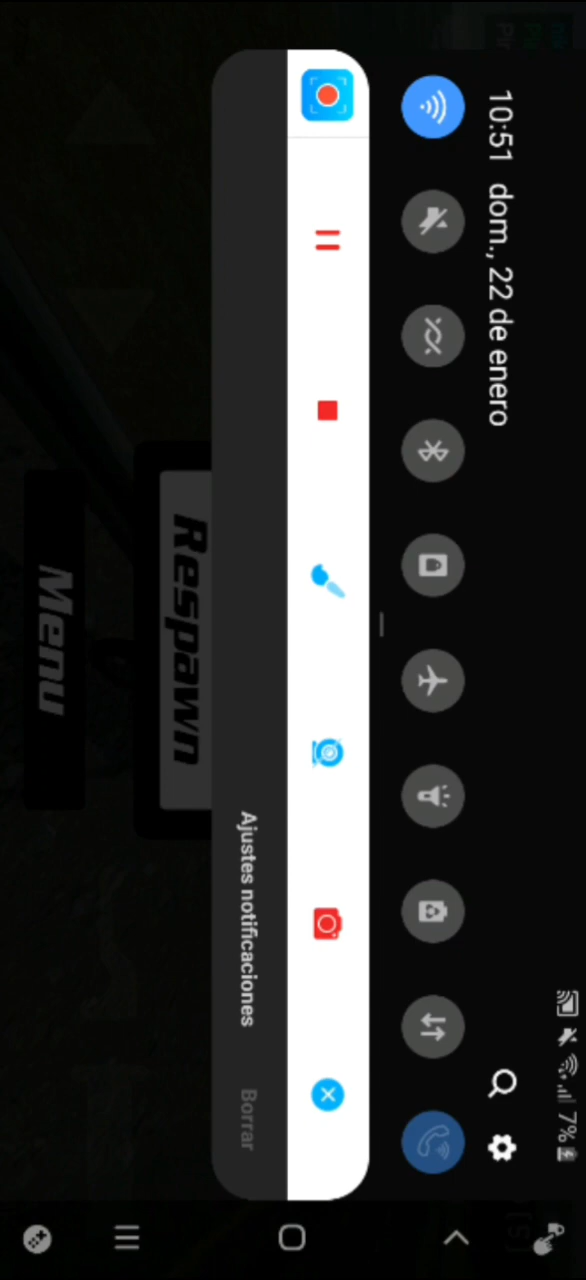 10:51 dom., 22 de enero
7%
Ajustes notificaciones
Borrar
Respawn
Menu